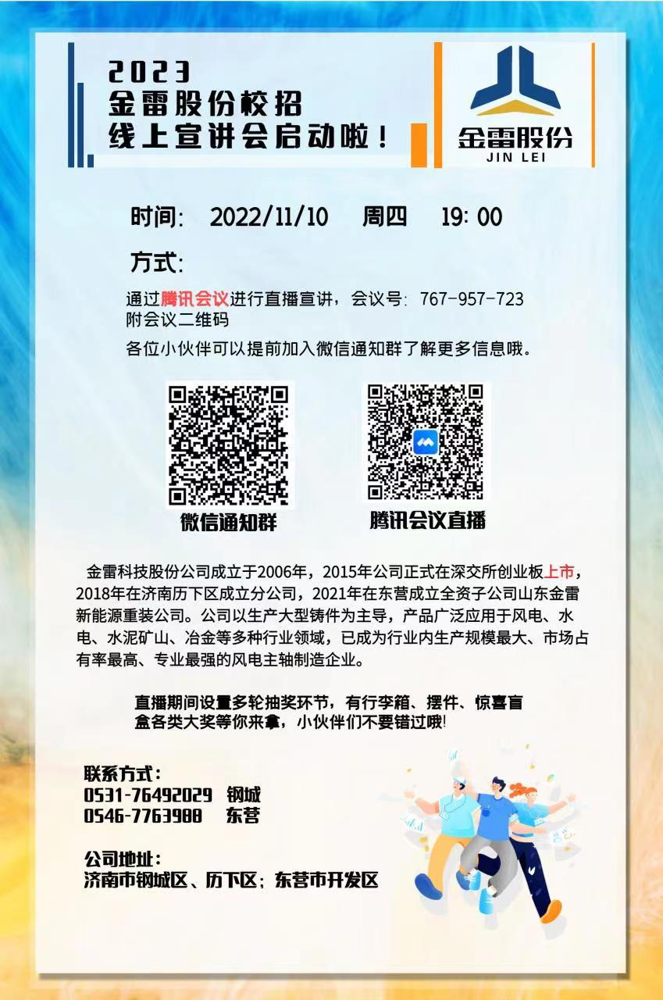 2023
金雷股份校招
线上宣讲会启动啦！
金雷股份
JIN LEI
时间： 2022/11/10 周四 19：00
方式：
通过腾讯会议进行直播宣讲，会议号：767-957-723
附会议二维码
各位小伙伴可以提前加入微信通知群了解更多信息哦。
微信通知群
腾讯会议直播
金雷科技股份公司成立于2006年，2015年公司正式在深交所创业板上市，
2018年在济南历下区成立分公司，2021年在东营成立全资子公司山东金雷
新能源重装公司。公司以生产大型铸件为主导，产品广泛应用于风电、水
电、水泥矿山、冶金等多种行业领域，已成为行业内生产规模最大、市场占
有率最高、专业最强的风电主轴制造企业。
直播期间设置多轮抽奖环节，有行李箱、摆件、惊喜盲
盒各类大奖等你来拿，小伙伴们不要错过哦！
联系方式：
0531-76492029 钢城
0546-7763988 东营
公司地址：
济南市钢城区、历下区；东营市开发区